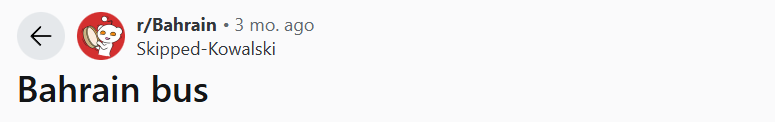 r/Bahrain • 3 mo. ago
Skipped-Kowalski
Bahrain bus